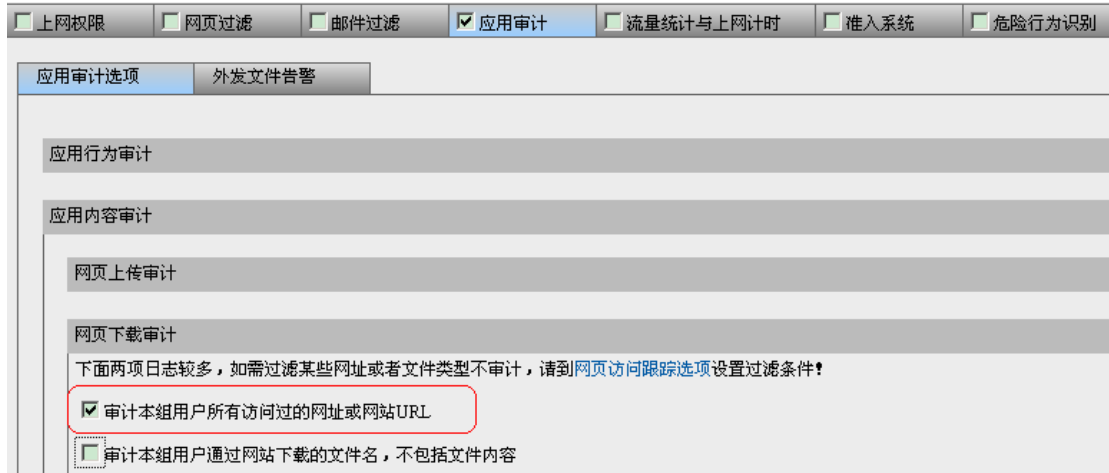 上网权限 网页过滤 邮件过滤 应用审计 流量统计与上网计时 准入系统 危险行为识别
应用审计选项 外发文件告警
应用行为审计
应用内容审计
网页上传审计
网页下载审计
下面两项日志较多，如需过滤某些网址或者文件类型不审计，请到网页访问跟踪选项设置过滤条件！
审计本组用户所有访问过的网址或网站URL
审计本组用户通过网站下载的文件名，不包括文件内容